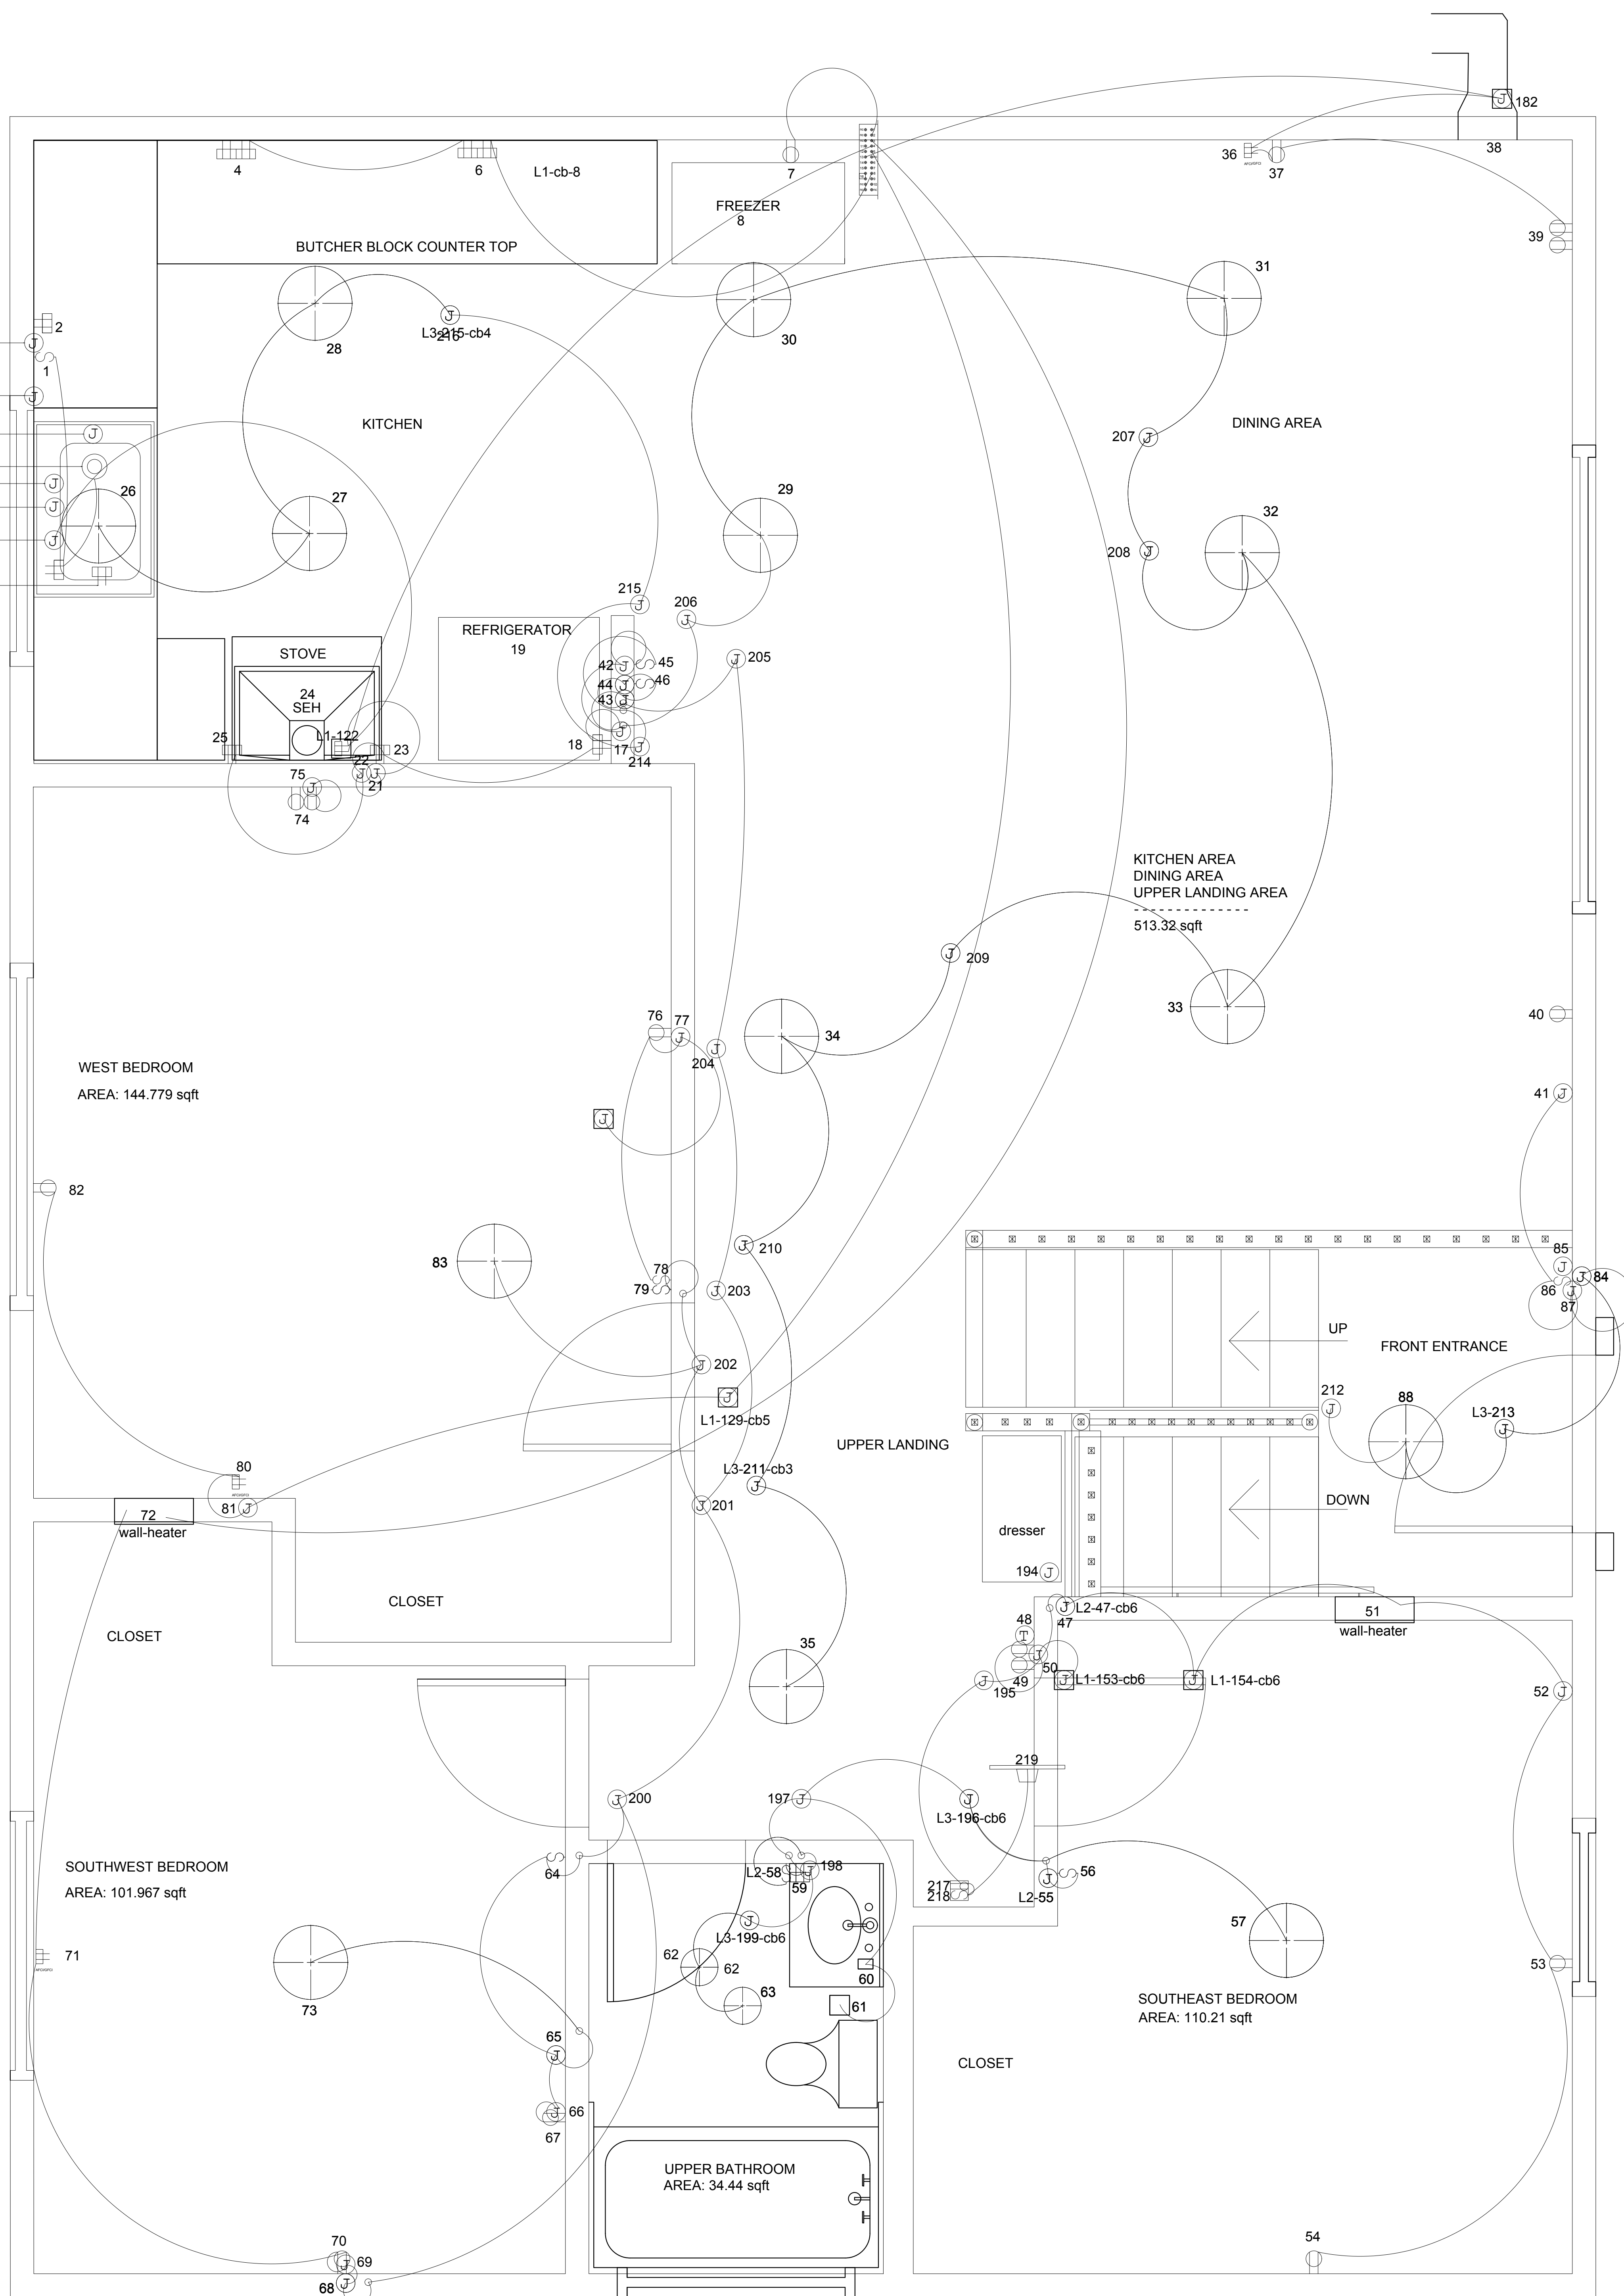 182
4
6
L1-cb-8
7
36
37
38
FREEZER
8
39
BUTCHER BLOCK COUNTER TOP
31
2
28
L3-215-cb4
216
30
1
KITCHEN
DINING AREA
207
26
27
29
32
208
215
206
REFRIGERATOR
19
STOVE
42
45
205
44
46
43
24
SEH
L1-122
25
23
18
17
214
22
21
75
74
KITCHEN AREA
DINING AREA
UPPER LANDING AREA
513.32 sqft
209
76
77
34
33
40
204
WEST BEDROOM
AREA: 144.779 sqft
41
82
210
83
78
79
203
85
84
86
87
UP
FRONT ENTRANCE
202
L1-129-cb5
212
88
L3-213
UPPER LANDING
L3-211-cb3
80
81
201
DOWN
72
wall-heater
dresser
194
CLOSET
CLOSET
L2-47-cb6
47
48
51
wall-heater
35
50
49
195
L1-153-cb6
L1-154-cb6
52
219
200
197
L3-196-cb6
SOUTHWEST BEDROOM
AREA: 101.967 sqft
64
L2-58
198
59
217
218
56
L2-55
57
L3-199-cb6
71
62
62
60
53
73
63
61
SOUTHEAST BEDROOM
AREA: 110.21 sqft
65
CLOSET
66
67
UPPER BATHROOM
AREA: 34.44 sqft
70
69
68
54